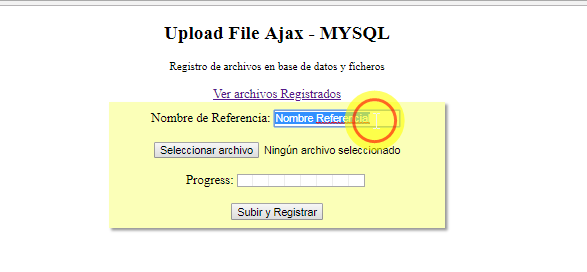 Upload File Ajax - MYSQL
Registro de archivos en base de datos y ficheros
Ver archivos Registrados
Nombre de Referencia: Nombre Referencia
Seleccionar archivo Ningún archivo seleccionado
Progress:
Subir y Registrar